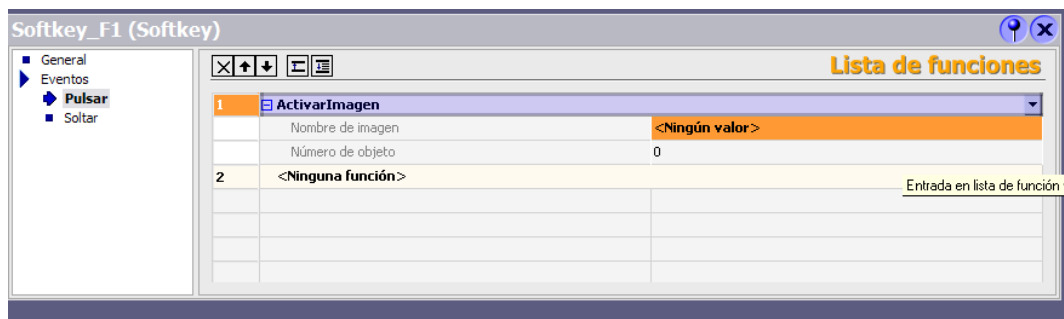 Softkey_F1 (Softkey)
General
Eventos
Pulsar
Soltar
Lista de funciones
1 ActivarImagen
Nombre de imagen <Ningún valor>
Número de objeto 0
2 <Ninguna función>
Entrada en lista de función